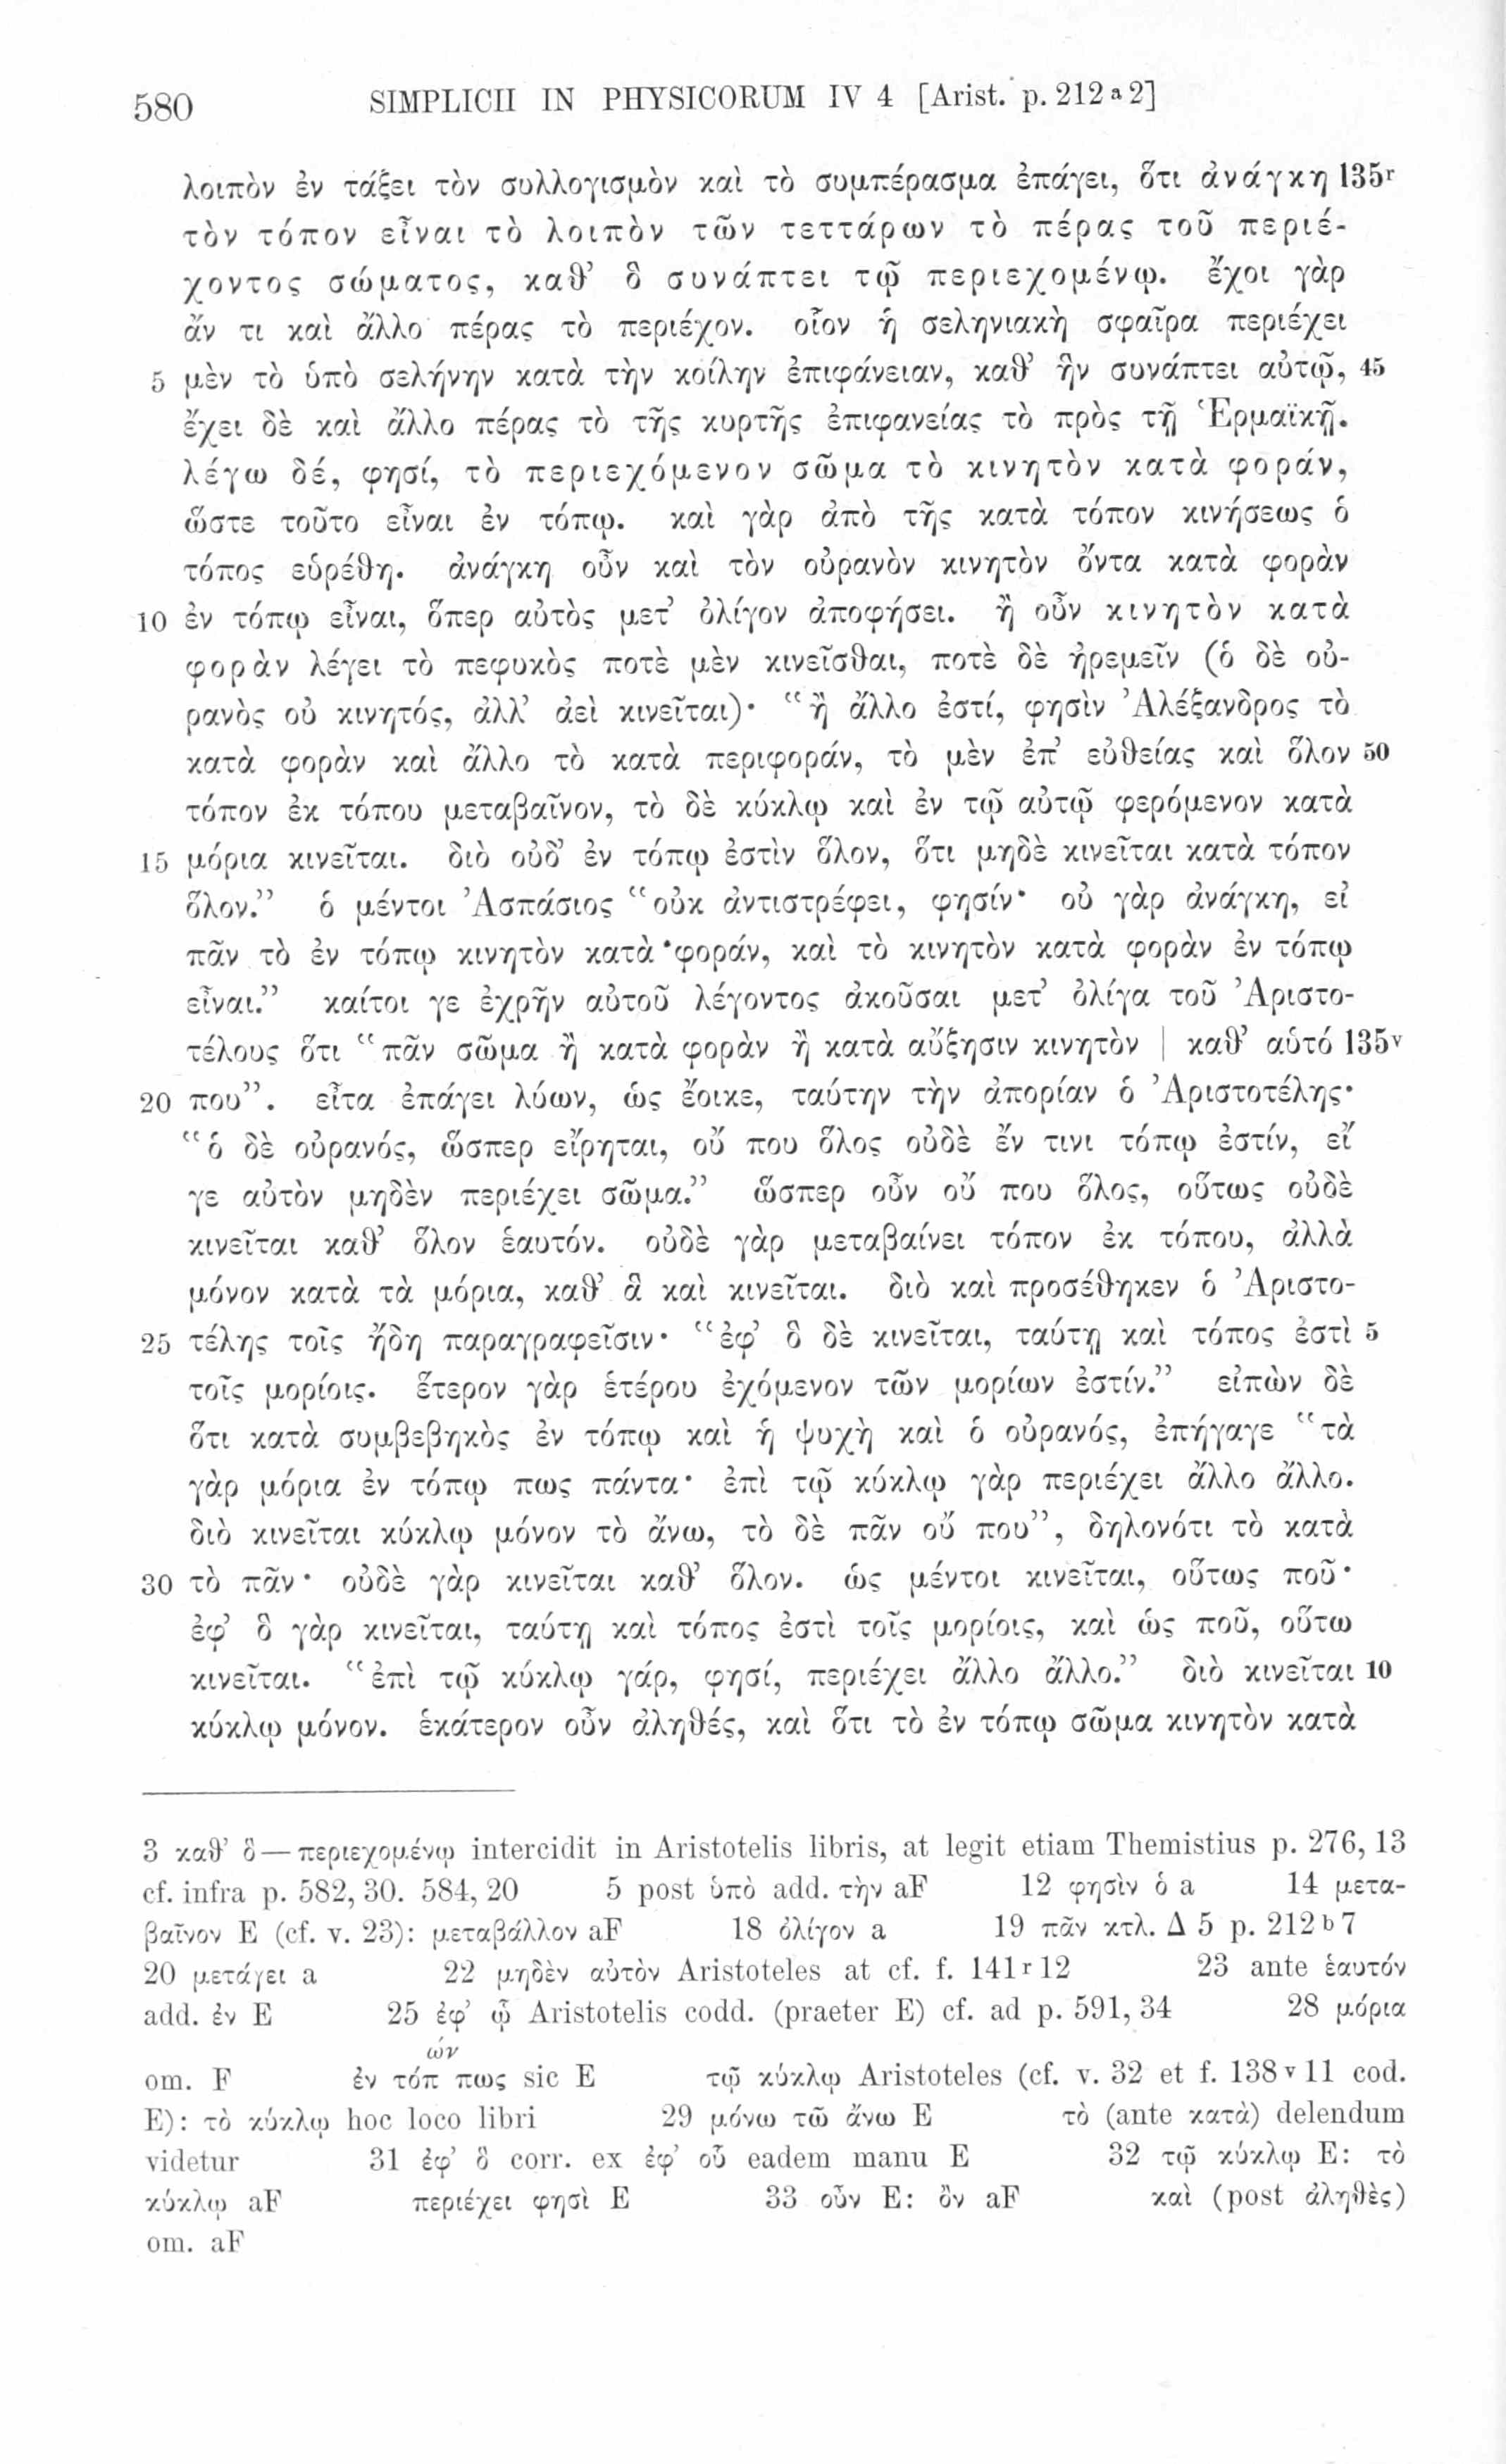 580 SIMPLICII IN PHYSICORUM IV 4 [Arist. p. 212 a 2]
λοιπὸν ἐν τάξει τὸν συλλογισμὸν καὶ τὸ συμπέρασμα ἐπάγει, ὅτι ἀνάγκη 135r
τὸν τόπον εἶναι τὸ λοιπὸν τῶν τεττάρων τὸ πέρας τοῦ περιέ-
χοντος σώματος, καθ’ ὃ συνάπτει τῷ περιεχομένῳ. ἔχοι γὰρ
ἄν τι καὶ ἄλλο πέρας τὸ περιέχον. οἷον ἡ σεληνιακὴ σφαῖρα περιέχει
5 μὲν τὸ ὑπὸ σελήνην κατὰ τὴν κοίλην ἐπιφάνειαν, καθ’ ἣν συνάπτει αὐτῷ, 45
ἔχει δὲ καὶ ἄλλο πέρας τὸ τῆς κυρτῆς ἐπιφανείας τὸ πρὸς τῇ Ἑρμαϊκῇ.
λέγω δέ, φησί, τὸ περιεχόμενον σῶμα τὸ κινητὸν κατὰ φοράν,
ὥστε τοῦτο εἶναι ἐν τόπῳ. καὶ γὰρ ἀπὸ τῆς κατὰ τόπον κινήσεως ὁ
τόπος εὑρέθη. ἀνάγκη οὖν καὶ τὸν οὐρανὸν κινητὸν ὄντα κατὰ φορὰν
10 ἐν τόπῳ εἶναι, ὅπερ αὐτὸς μετ’ ὀλίγον ἀποφήσει. ἢ οὖν κινητὸν κατὰ
φορὰν λέγει τὸ πεφυκὸς ποτὲ μὲν κινεῖσθαι, ποτὲ δὲ ἠρεμεῖν (ὁ δὲ οὐ-
ρανὸς οὐ κινητός, ἀλλ’ ἀεὶ κινεῖται)· “ἢ ἄλλο ἐστί, φησὶν Ἀλέξανδρος τὸ
κατὰ φορὰν καὶ ἄλλο τὸ κατὰ περιφοράν, τὸ μὲν ἐπ’ εὐθείας καὶ ὅλον 50
τόπον ἐκ τόπου μεταβαῖνον, τὸ δὲ κύκλῳ καὶ ἐν τῷ αὐτῷ φερόμενον κατὰ
15 μόρια κινεῖται. διὸ οὐδ’ ἐν τόπῳ ἐστὶν ὅλον, ὅτι μηδὲ κινεῖται κατὰ τόπον
ὅλον.” ὁ μέντοι Ἀσπάσιος “οὐκ ἀντιστρέφει, φησίν· οὐ γὰρ ἀνάγκη, εἰ
πᾶν τὸ ἐν τόπῳ κινητὸν κατὰ φοράν, καὶ τὸ κινητὸν κατὰ φορὰν ἐν τόπῳ
εἶναι.” καίτοι γε ἐχρῆν αὐτοῦ λέγοντος ἀκοῦσαι μετ’ ὀλίγα τοῦ Ἀριστο-
τέλους ὅτι “πᾶν σῶμα ἢ κατὰ φορὰν ἢ κατὰ αὔξησιν κινητὸν | καθ’ αὑτό 135v
20 που”. εἶτα ἐπάγει λύων, ὡς ἔοικε, ταύτην τὴν ἀπορίαν ὁ Ἀριστοτέλης·
“ὁ δὲ οὐρανός, ὥσπερ εἴρηται, οὔ που ὅλος οὐδὲ ἔν τινι τόπῳ ἐστίν, εἴ
γε αὐτὸν μηδὲν περιέχει σῶμα.” ὥσπερ οὖν οὔ που ὅλος, οὕτως οὐδὲ
κινεῖται καθ’ ὅλον ἑαυτόν. οὐδὲ γὰρ μεταβαίνει τόπον ἐκ τόπου, ἀλλὰ
μόνον κατὰ τὰ μόρια, καθ’ ἃ καὶ κινεῖται. διὸ καὶ προσέθηκεν ὁ Ἀριστο-
25 τέλης τοῖς ἤδη παραγραφεῖσιν· “ἐφ’ ὃ δὲ κινεῖται, ταύτῃ καὶ τόπος ἐστὶ 5
τοῖς μορίοις. ἕτερον γὰρ ἑτέρου ἐχόμενον τῶν μορίων ἐστίν.” εἰπὼν δὲ
ὅτι κατὰ συμβεβηκὸς ἐν τόπῳ καὶ ἡ ψυχὴ καὶ ὁ οὐρανός, ἐπήγαγε “τὰ
γὰρ μόρια ἐν τόπῳ πως πάντα· ἐπὶ τῷ κύκλῳ γὰρ περιέχει ἄλλο ἄλλο.
διὸ κινεῖται κύκλῳ μόνον τὸ ἄνω, τὸ δὲ πᾶν οὔ που”, δηλονότι τὸ κατὰ
30 τὸ πᾶν· οὐδὲ γὰρ κινεῖται καθ’ ὅλον. ὡς μέντοι κινεῖται, οὕτως ποῦ·
ἐφ’ ὃ γὰρ κινεῖται, ταύτῃ καὶ τόπος ἐστὶ τοῖς μορίοις, καὶ ὡς ποῦ, οὕτω
κινεῖται. “ἐπὶ τῷ κύκλῳ γάρ, φησί, περιέχει ἄλλο ἄλλο.” διὸ κινεῖται 10
κύκλῳ μόνον. ἑκάτερον οὖν ἀληθές, καὶ ὅτι τὸ ἐν τόπῳ σῶμα κινητὸν κατὰ
3 καθ’ ὃ — περιεχομένῳ intercidit in Aristotelis libris, at legit etiam Themistius p. 276, 13
cf. infra p. 582, 30. 584, 20 5 post ὑπὸ add. τὴν aF 12 φησὶν ὁ a 14 μετα-
βαῖνον E (cf. v. 23): μεταβάλλον aF 18 ὀλίγον a 19 πᾶν κτλ. Δ 5 p. 212 b 7
20 μετάγει a 22 μηδὲν αὐτὸν Aristoteles at cf. f. 141 r 12 23 ante ἑαυτόν
add. ἐν E 25 ἐφ’ ᾧ Aristotelis codd. (praeter E) cf. ad p. 591, 34 28 μόρια
ών
om. F ἐν τόπ πως sic E τῷ κύκλῳ Aristoteles (cf. v. 32 et f. 138 v 11 cod.
E): τὸ κύκλῳ hoc loco libri 29 μόνω τῶ ἄνω E τὸ (ante κατὰ) delendum
videtur 31 ἐφ’ ὃ corr. ex ἐφ’ οὗ eadem manu E 32 τῷ κύκλῳ E: τὸ
κύκλῳ aF περιέχει φησὶ E 33 οὖν E: ὂν aF καὶ (post ἀληθὲς)
om. aF